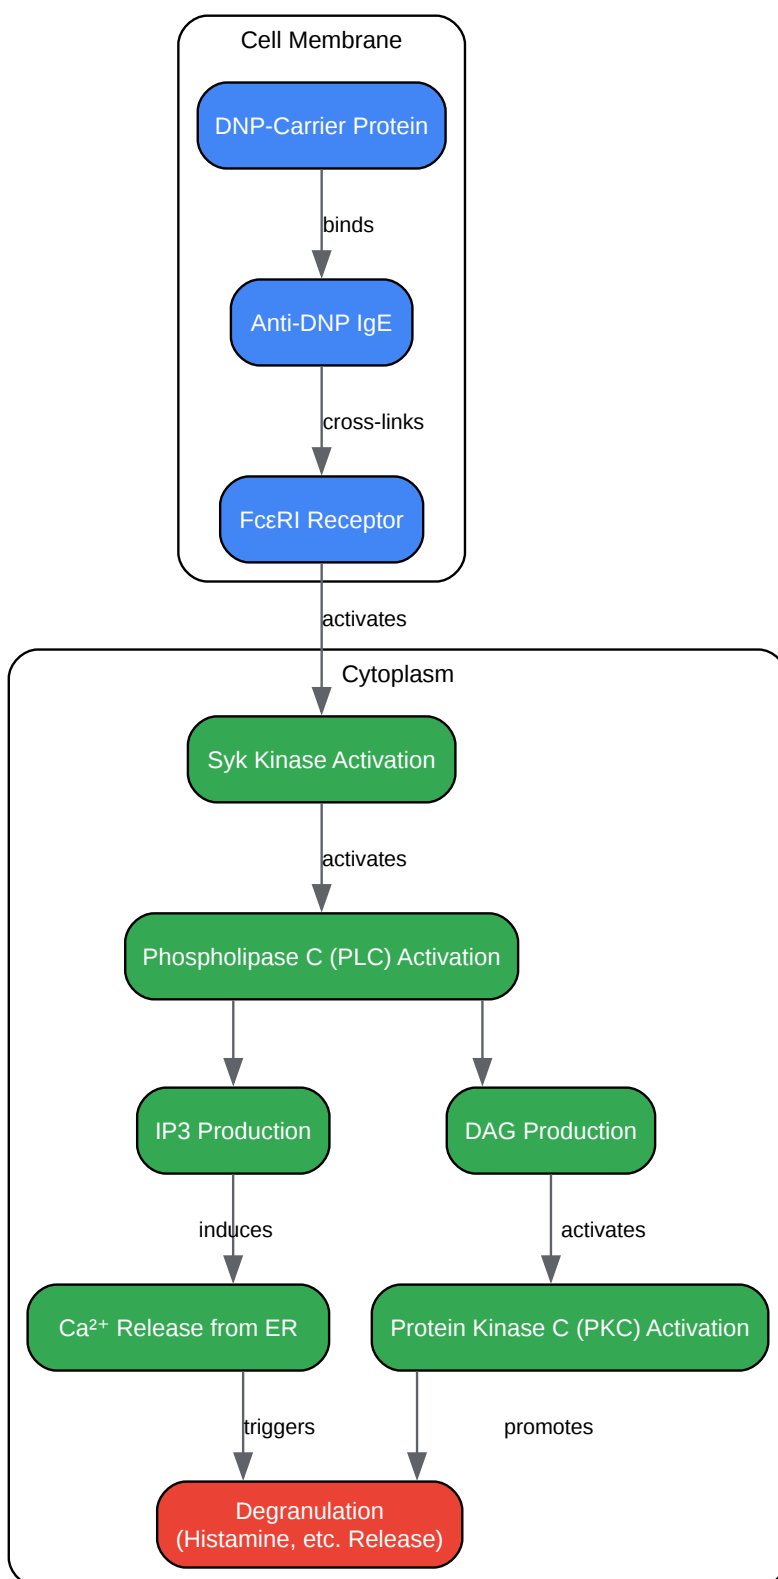 Cell Membrane
DNP-Carrier Protein
binds
Anti-DNP IgE
cross-links
FcεRI Receptor
activates
Cytoplasm
Syk Kinase Activation
activates
Phospholipase C (PLC) Activation
IP3 Production
DAG Production
induces
activates
Ca²⁺ Release from ER
Protein Kinase C (PKC) Activation
triggers
promotes
Degranulation
(Histamine, etc. Release)